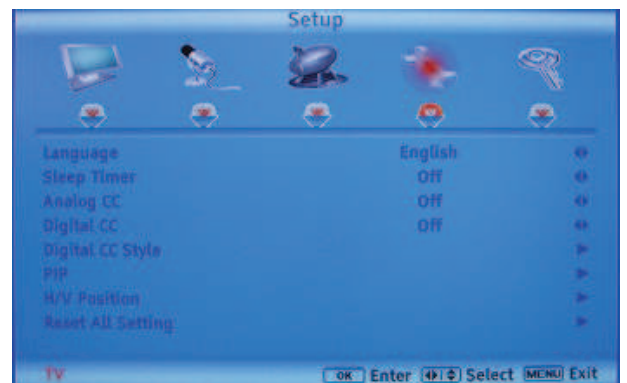 Setup
Language English
Sleep Timer Off
Analog CC Off
Digital CC Off
Digital CC Style
PIP
H/V Position
Reset All Setting
TV OK Enter Select MENU Exit